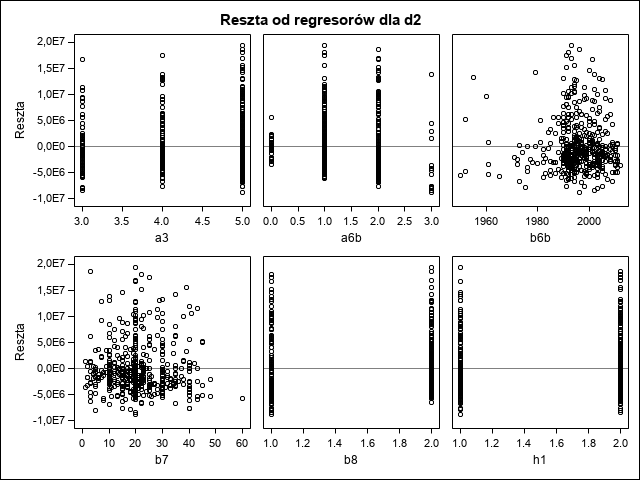 Reszta od regresorów dla d2
Reszta
2,0E7
1,5E7
1,0E7
5,0E6
0,0E0
-5,0E6
-1,0E7
3.0 3.5 4.0 4.5 5.0
a3
0.0 0.5 1.0 1.5 2.0 2.5 3.0
a6b
1960 1980 2000
b6b
Reszta
2,0E7
1,5E7
1,0E7
5,0E6
0,0E0
-5,0E6
-1,0E7
0 10 20 30 40 50 60
b7
1.0 1.2 1.4 1.6 1.8 2.0
b8
1.0 1.2 1.4 1.6 1.8 2.0
h1